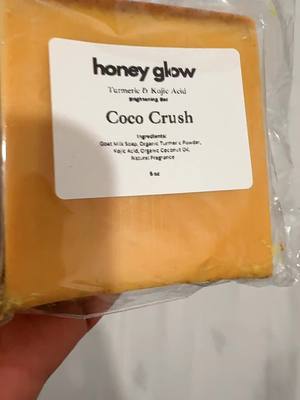 honey glow
Turmeric & Kojic Acid
Brightening Bar
Coco Crush
Ingredients:
Goat Milk Soap, Organic Turmeric Powder,
Kojic Acid, Organic Coconut Oil,
Natural Fragrance
5 oz